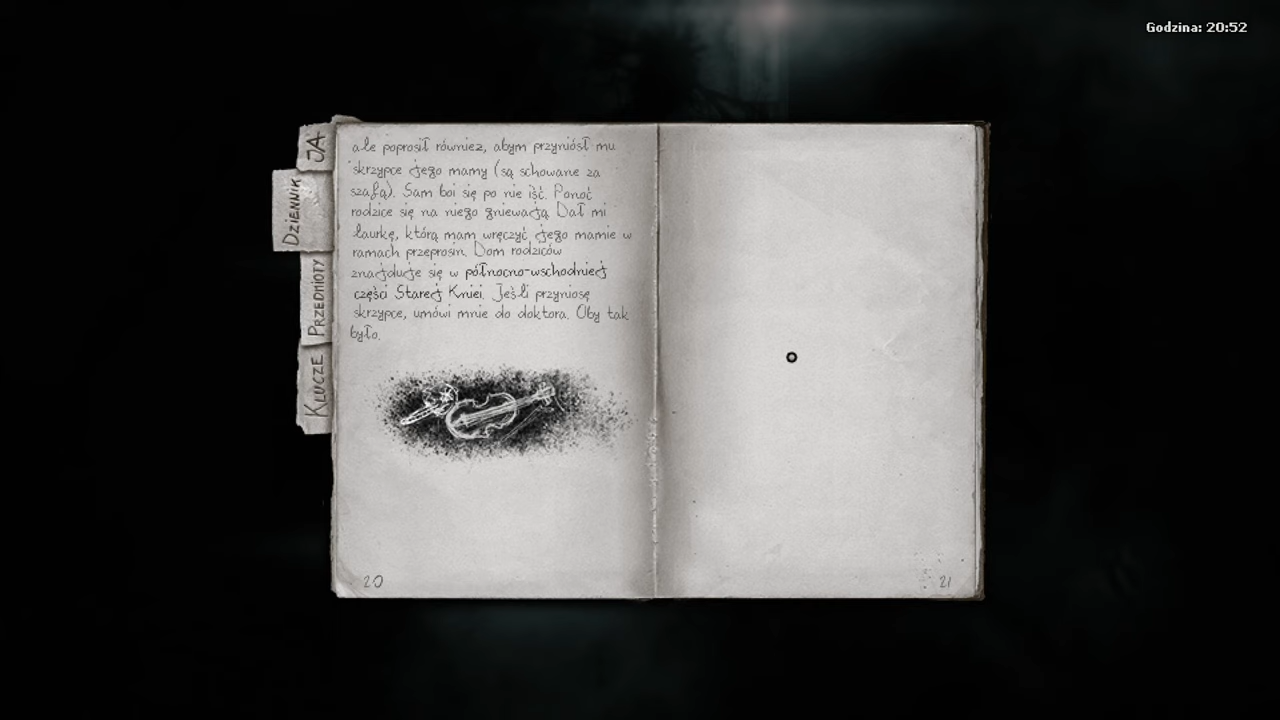 Godzina: 20:52
JA
DZIENNIK
PRZEDMIOTY
KLUCZE
ale poprosił również, abym przyniósł mu
skrzypce jego mamy (są schowane za
szafą). Sam boi się po nie iść. Ponoć
rodzice się na niego gniewają. Dał mi
laurkę, którą mam wręczyć jego mamie w
ramach przeprosin. Dom rodziców
znajduje się w północno-wschodniej
części Starej Kniei. Jeśli przyniosę
skrzypce, umówi mnie do doktora. Oby tak
było.
20
21